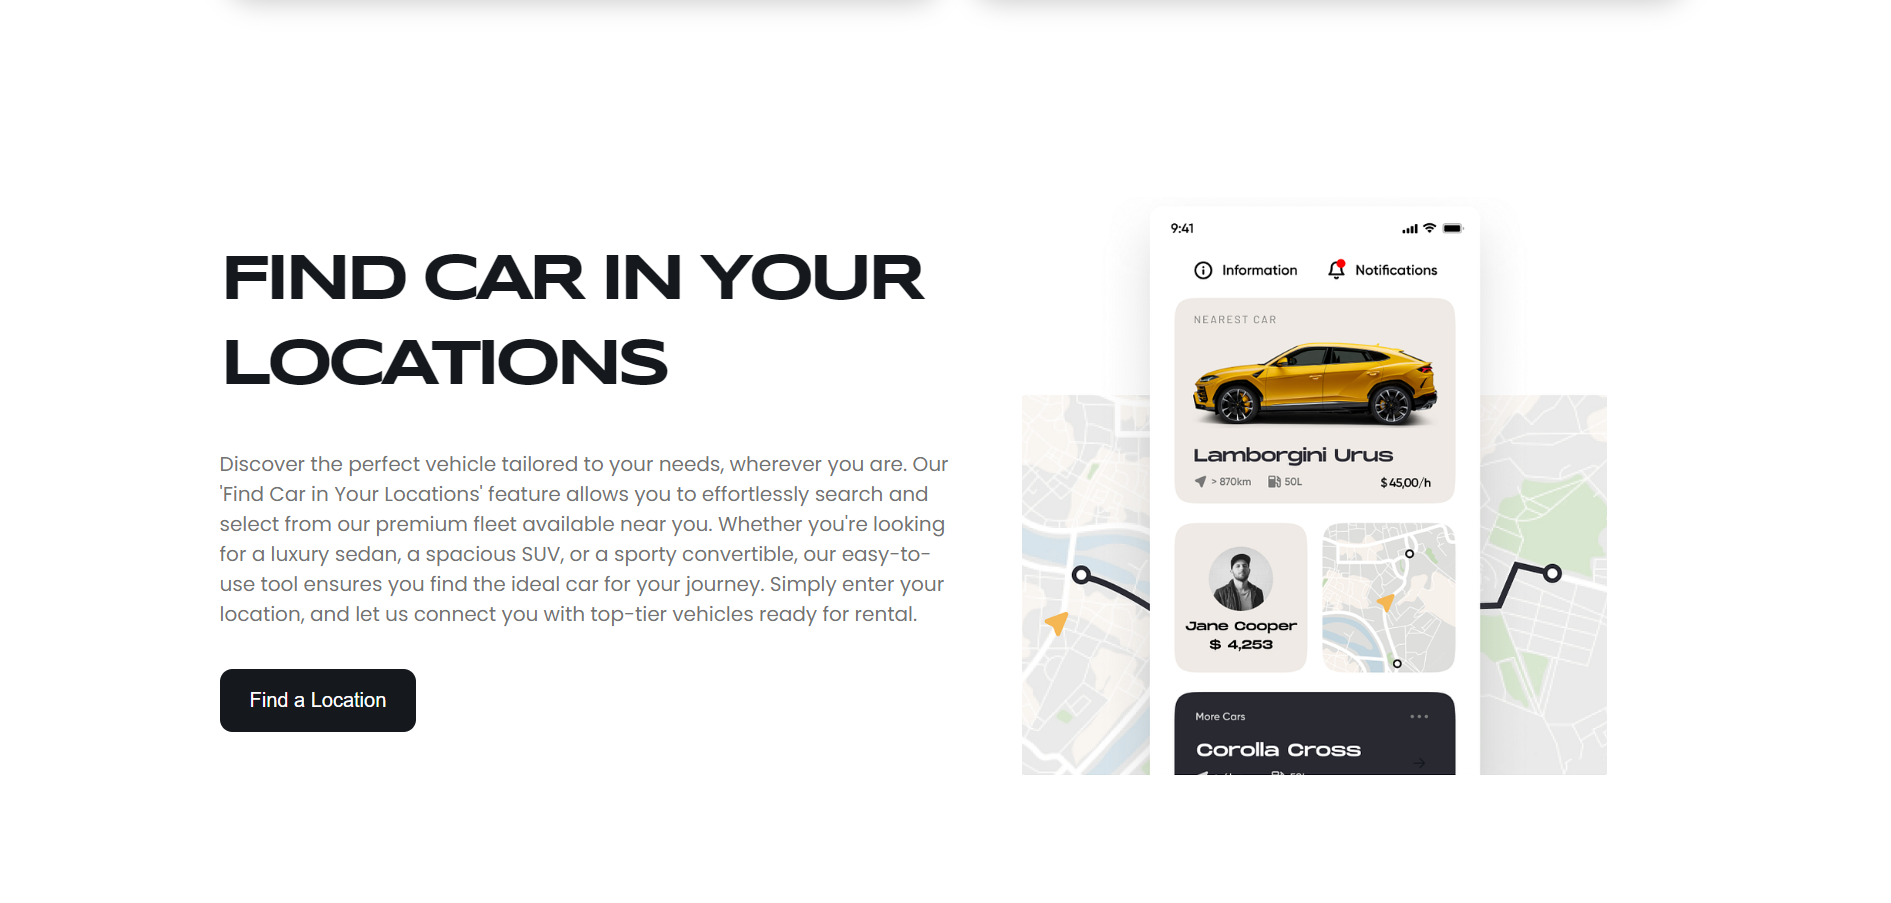 FIND CAR IN YOUR
LOCATIONS
Discover the perfect vehicle tailored to your needs, wherever you are. Our
'Find Car in Your Locations' feature allows you to effortlessly search and
select from our premium fleet available near you. Whether you're looking
for a luxury sedan, a spacious SUV, or a sporty convertible, our easy-to-
use tool ensures you find the ideal car for your journey. Simply enter your
location, and let us connect you with top-tier vehicles ready for rental.
Find a Location
9:41
Information
Notifications
NEAREST CAR
Lamborgini Urus
> 870km
50L
$ 45,00/h
Jane Cooper
$ 4,253
More Cars
Corolla Cross